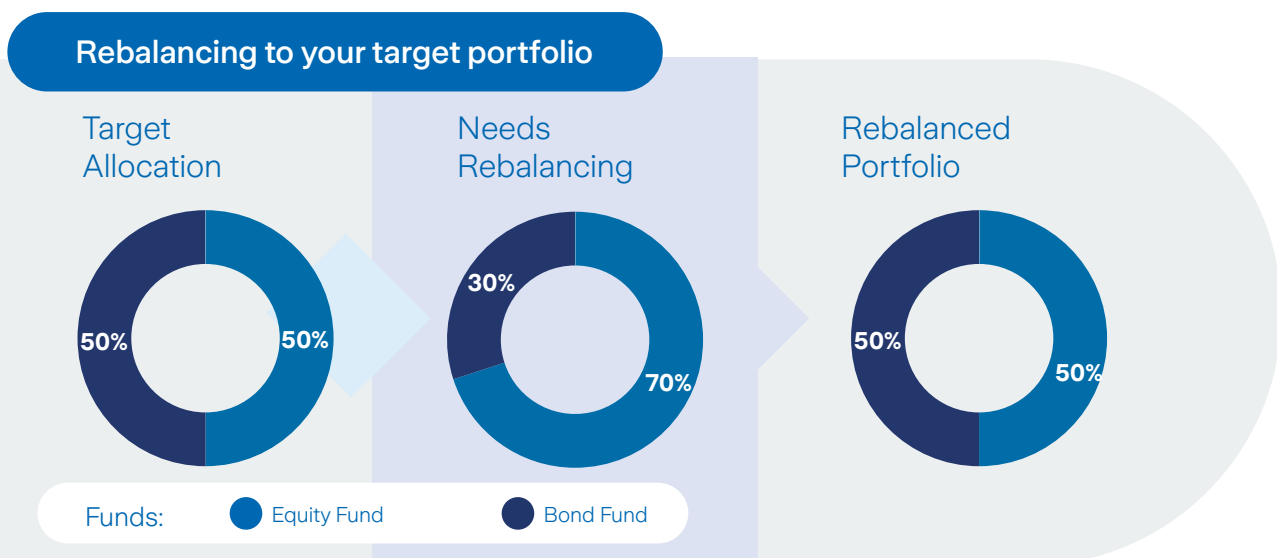 Rebalancing to your target portfolio
Target
Allocation
50%
50%
Needs
Rebalancing
30%
70%
Rebalanced
Portfolio
50%
50%
Funds:
Equity Fund
Bond Fund